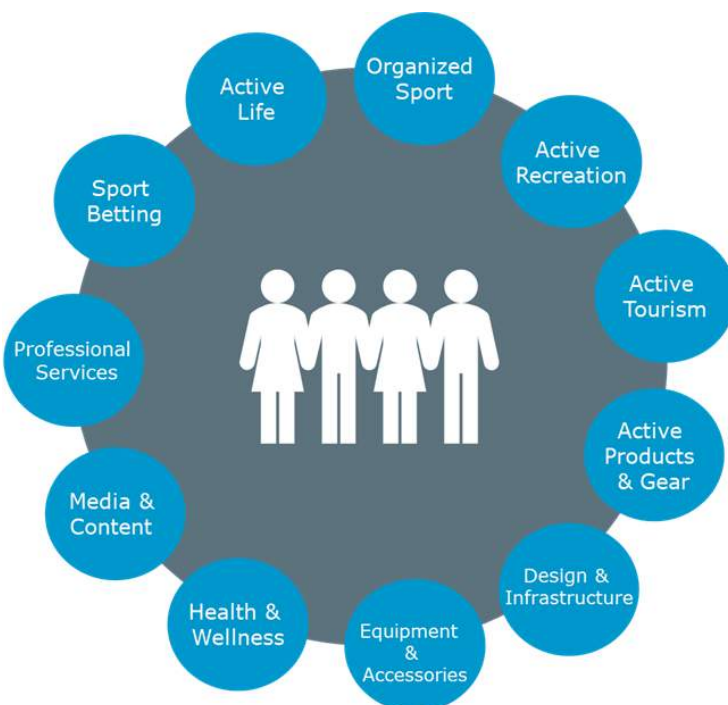 Organized
Sport
Active
Recreation
Active
Tourism
Active
Products
& Gear
Design &
Infrastructure
Equipment
&
Accessories
Health &
Wellness
Media &
Content
Professional
Services
Sport
Betting
Active
Life